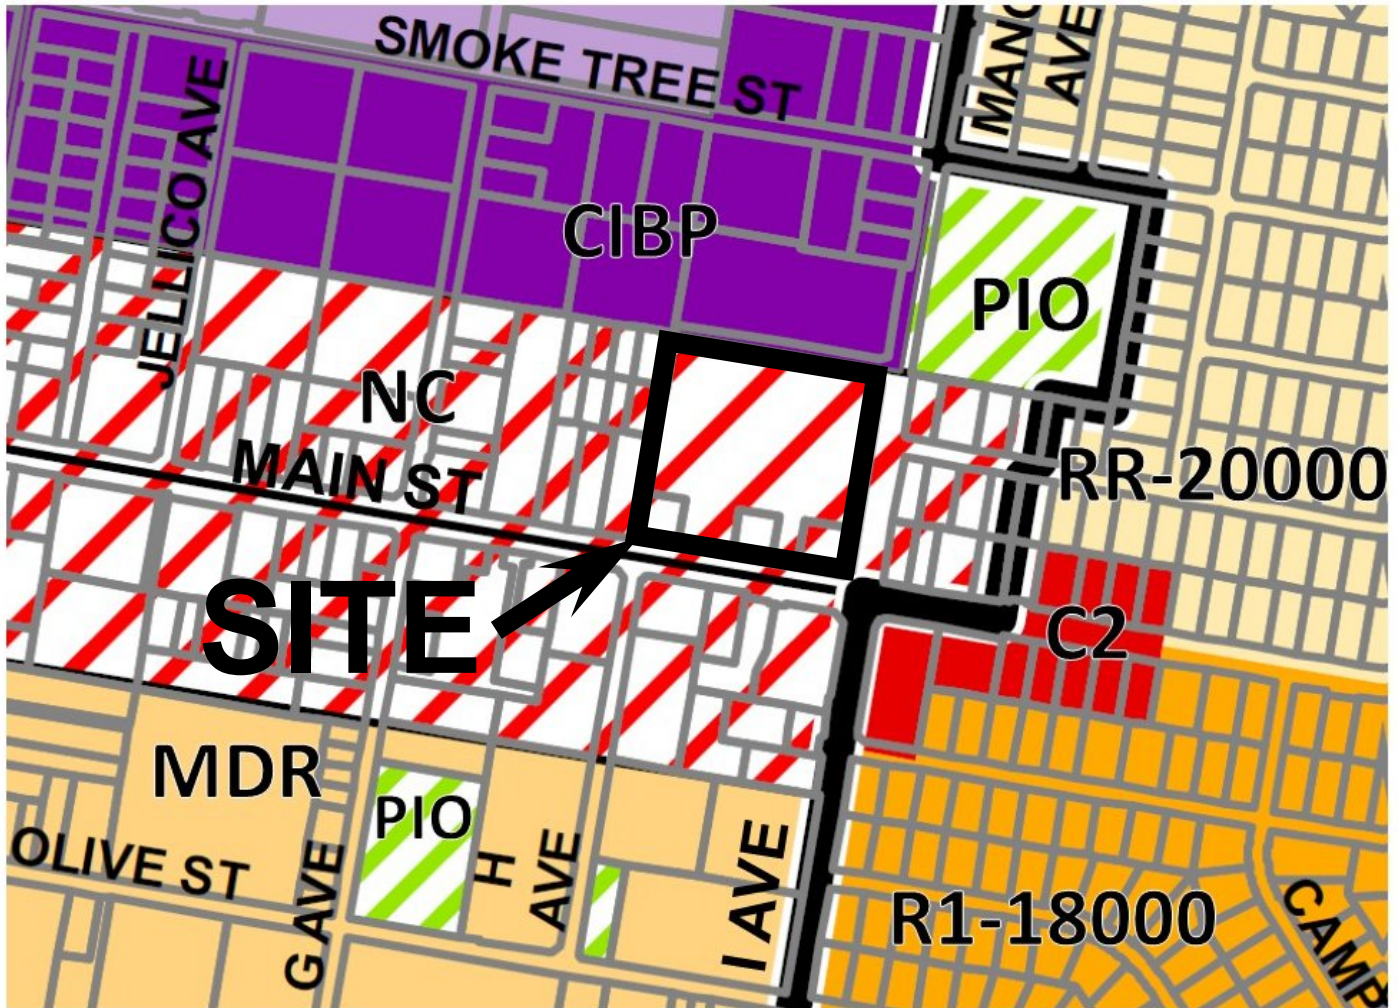 SMOKE TREE ST
AVE
JELLICO AVE
CIBP
PIO
NC
MAIN ST
RR-20000
SITE
C2
MDR
PIO
OLIVE ST
G AVE
H
AVE
I AVE
R1-18000